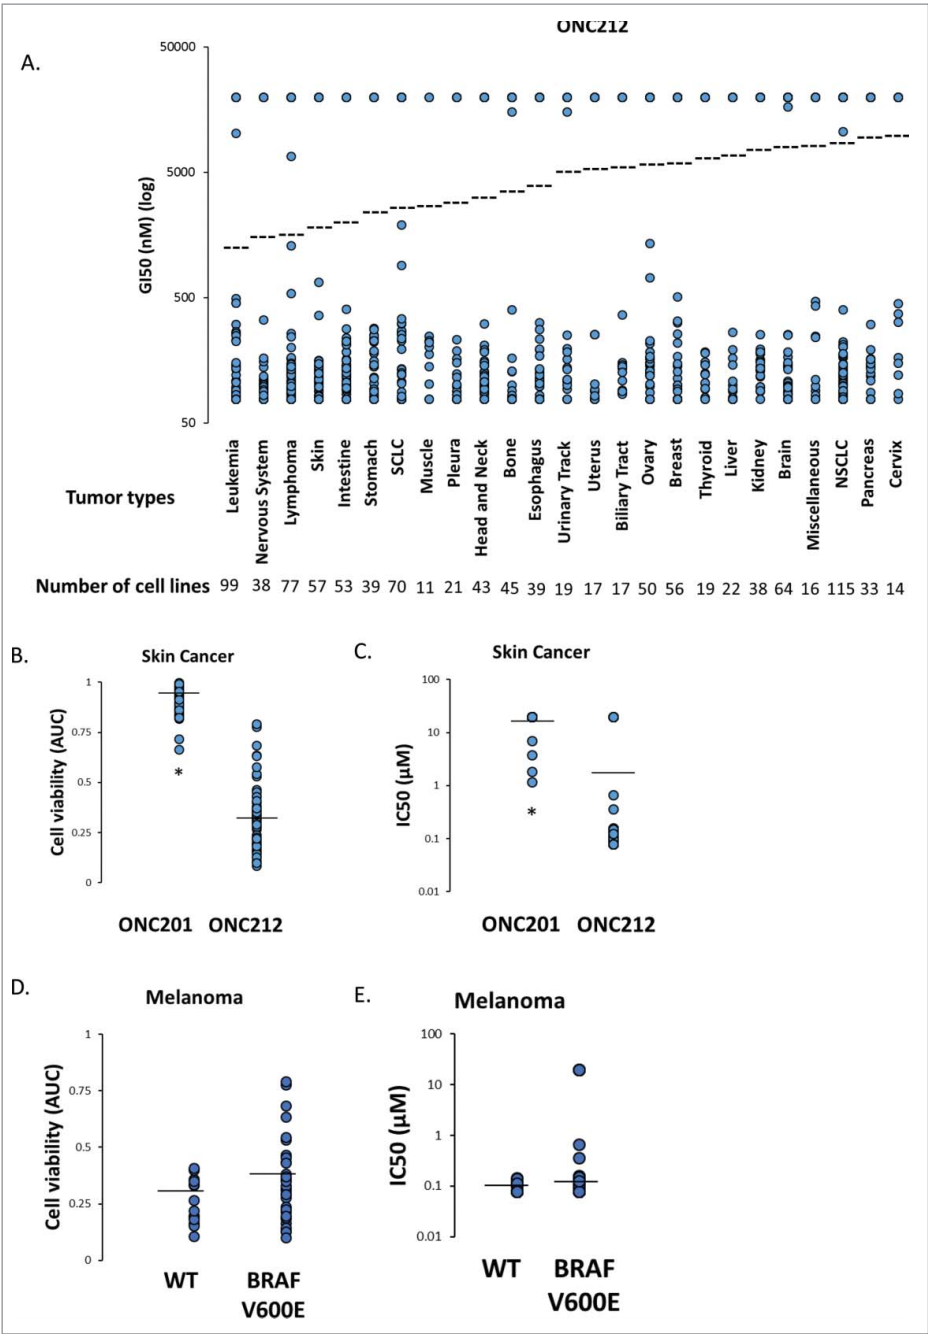 ONC212
A.
50000
5000
500
50
GI50 (nM) (log)
Leukemia
Nervous System
Lymphoma
Skin
Intestine
Stomach
SCLC
Muscle
Pleura
Head and Neck
Bone
Esophagus
Urinary Track
Uterus
Biliary Tract
Ovary
Breast
Thyroid
Liver
Kidney
Brain
Miscellaneous
NSCLC
Pancreas
Cervix
Tumor types
Number of cell lines 99 38 77 57 53 39 70 11 21 43 45 39 19 17 17 50 56 19 22 38 64 16 115 33 14
B.
Skin Cancer
Cell viability (AUC)
1
0.75
0.5
0.25
0
*
ONC201 ONC212
C.
Skin Cancer
IC50 (µM)
100
10
1
0.1
0.01
*
ONC201 ONC212
D.
Melanoma
Cell viability (AUC)
1
0.75
0.5
0.25
0
WT BRAF
V600E
E.
Melanoma
IC50 (µM)
100
10
1
0.1
0.01
WT BRAF
V600E